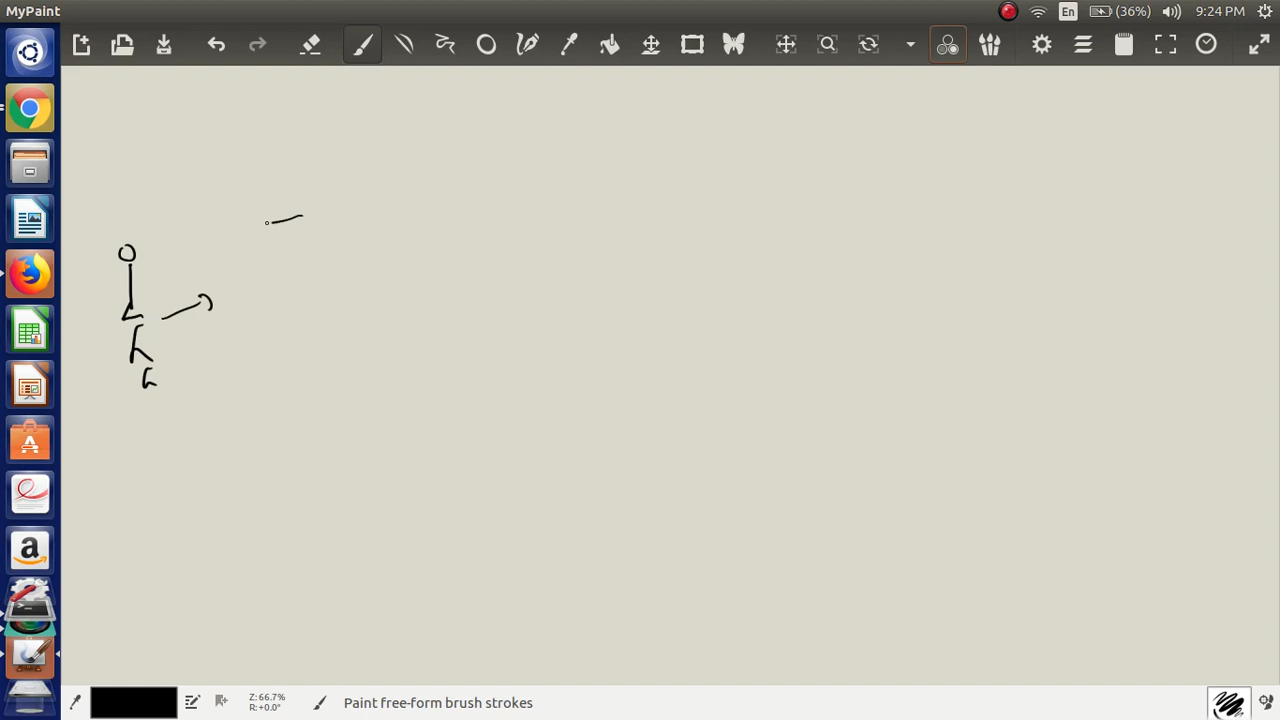 MyPaint
En
(36%)
9:24 PM
Z: 66.7%
R: +0.0°
Paint free-form brush strokes